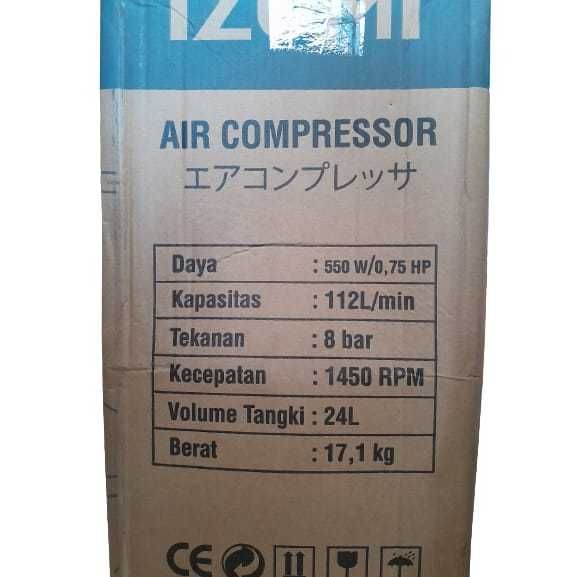 AIR COMPRESSOR
エアコンプレッサ
Daya : 550 W/0,75 HP
Kapasitas : 112L/min
Tekanan : 8 bar
Kecepatan : 1450 RPM
Volume Tangki : 24L
Berat : 17,1 kg
CE